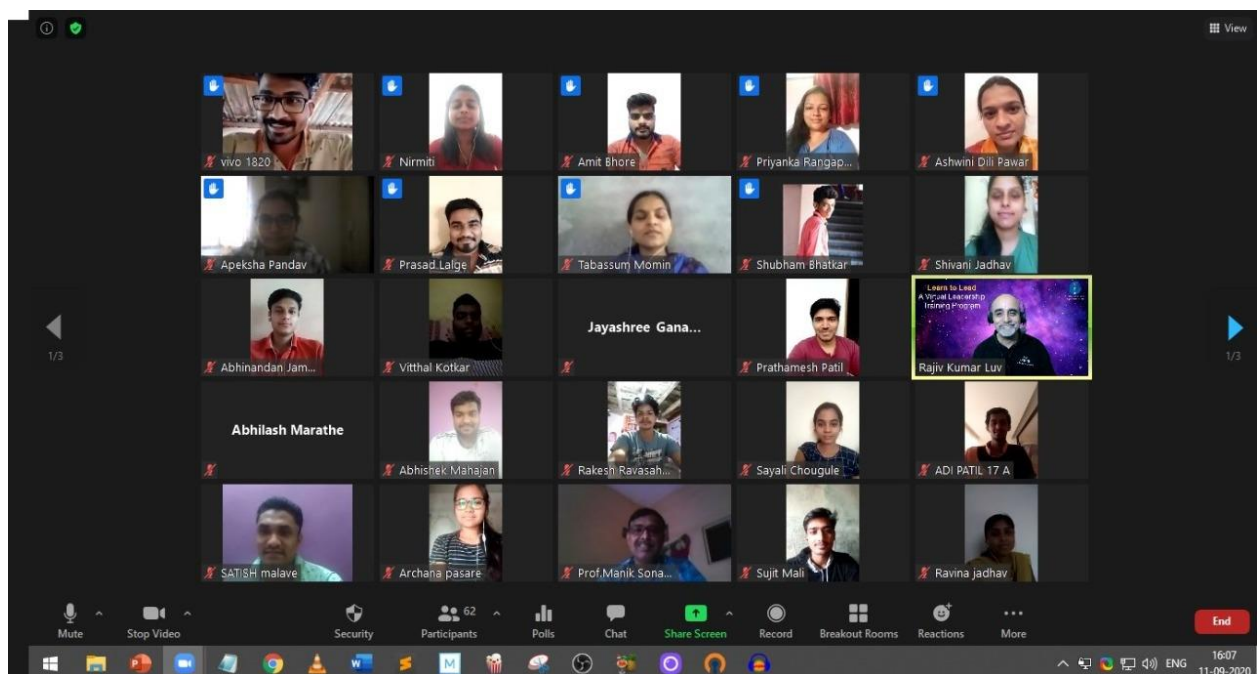 View
vivo 1820
Nirmiti
Amit Bhore
Priyanka Rangap...
Ashwini Dili Pawar
Apeksha Pandav
Prasad Lalge
Tabassum Momin
Shubham Bhatkar
Shivani Jadhav
Abhinandan Jam...
Vitthal Kotkar
Jayashree Gana...
Prathamesh Patil
Learn to Lead
A Virtual Leadership
Training Program
Rajiv Kumar Luv
1/3
1/3
Abhilash Marathe
Abhishek Mahajan
Rakesh Ravasah...
Sayali Chougule
ADI PATIL 17 A
SATISH malave
Archana pasare
Prof.Manik Sona...
Sujit Mali
Ravina jadhav
Mute
Stop Video
Security
62
Participants
Polls
Chat
Share Screen
Record
Breakout Rooms
Reactions
More
End
ENG
16:07
11-09-2020